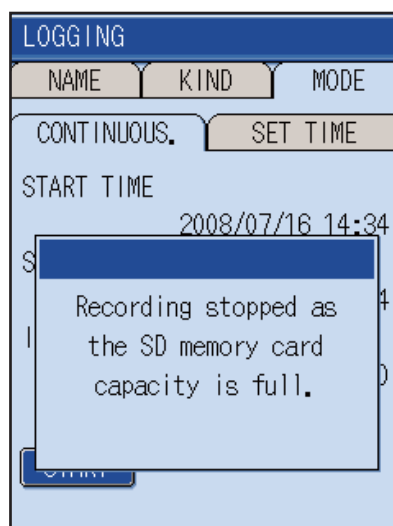 LOGGING
NAME KIND MODE
CONTINUOUS. SET TIME
START TIME
2008/07/16 14:34
S
4
Recording stopped as
the SD memory card
capacity is full.